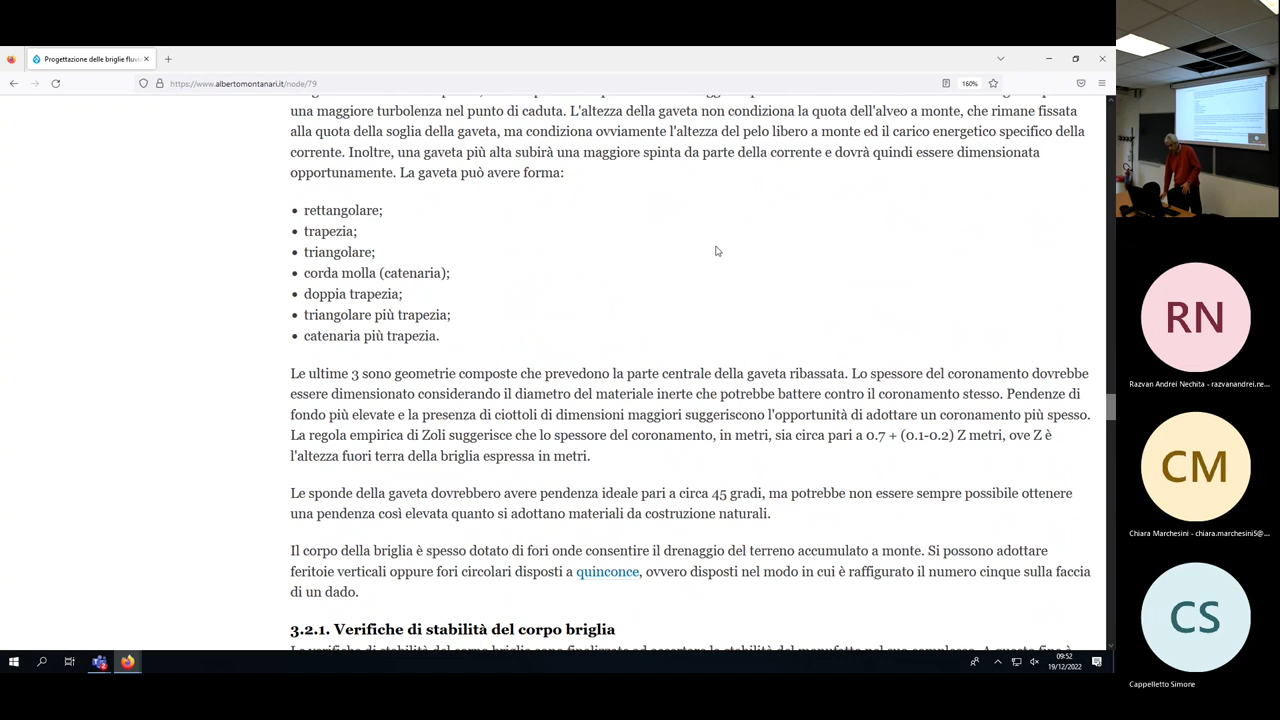 Progettazione delle briglie fluvi
https://www.albertomontanari.it/node/79
160%
una maggiore turbolenza nel punto di caduta. L'altezza della gaveta non condiziona la quota dell'alveo a monte, che rimane fissata
alla quota della soglia della gaveta, ma condiziona ovviamente l'altezza del pelo libero a monte ed il carico energetico specifico della
corrente. Inoltre, una gaveta più alta subirà una maggiore spinta da parte della corrente e dovrà quindi essere dimensionata
opportunamente. La gaveta può avere forma:
• rettangolare;
• trapezia;
• triangolare;
• corda molla (catenaria);
• doppia trapezia;
• triangolare più trapezia;
• catenaria più trapezia.
Le ultime 3 sono geometrie composte che prevedono la parte centrale della gaveta ribassata. Lo spessore del coronamento dovrebbe
essere dimensionato considerando il diametro del materiale inerte che potrebbe battere contro il coronamento stesso. Pendenze di
fondo più elevate e la presenza di ciottoli di dimensioni maggiori suggeriscono l'opportunità di adottare un coronamento più spesso.
La regola empirica di Zoli suggerisce che lo spessore del coronamento, in metri, sia circa pari a 0.7 + (0.1-0.2) Z metri, ove Z è
l'altezza fuori terra della briglia espressa in metri.
Le sponde della gaveta dovrebbero avere pendenza ideale pari a circa 45 gradi, ma potrebbe non essere sempre possibile ottenere
una pendenza così elevata quanto si adottano materiali da costruzione naturali.
Il corpo della briglia è spesso dotato di fori onde consentire il drenaggio del terreno accumulato a monte. Si possono adottare
feritoie verticali oppure fori circolari disposti a quinconce, ovvero disposti nel modo in cui è raffigurato il numero cinque sulla faccia
di un dado.
3.2.1. Verifiche di stabilità del corpo briglia
09:52
19/12/2022
RN
Razvan Andrei Nechita - razvanandrei.ne...
CM
Chiara Marchesini - chiara.marchesini5@...
CS
Cappelletto Simone